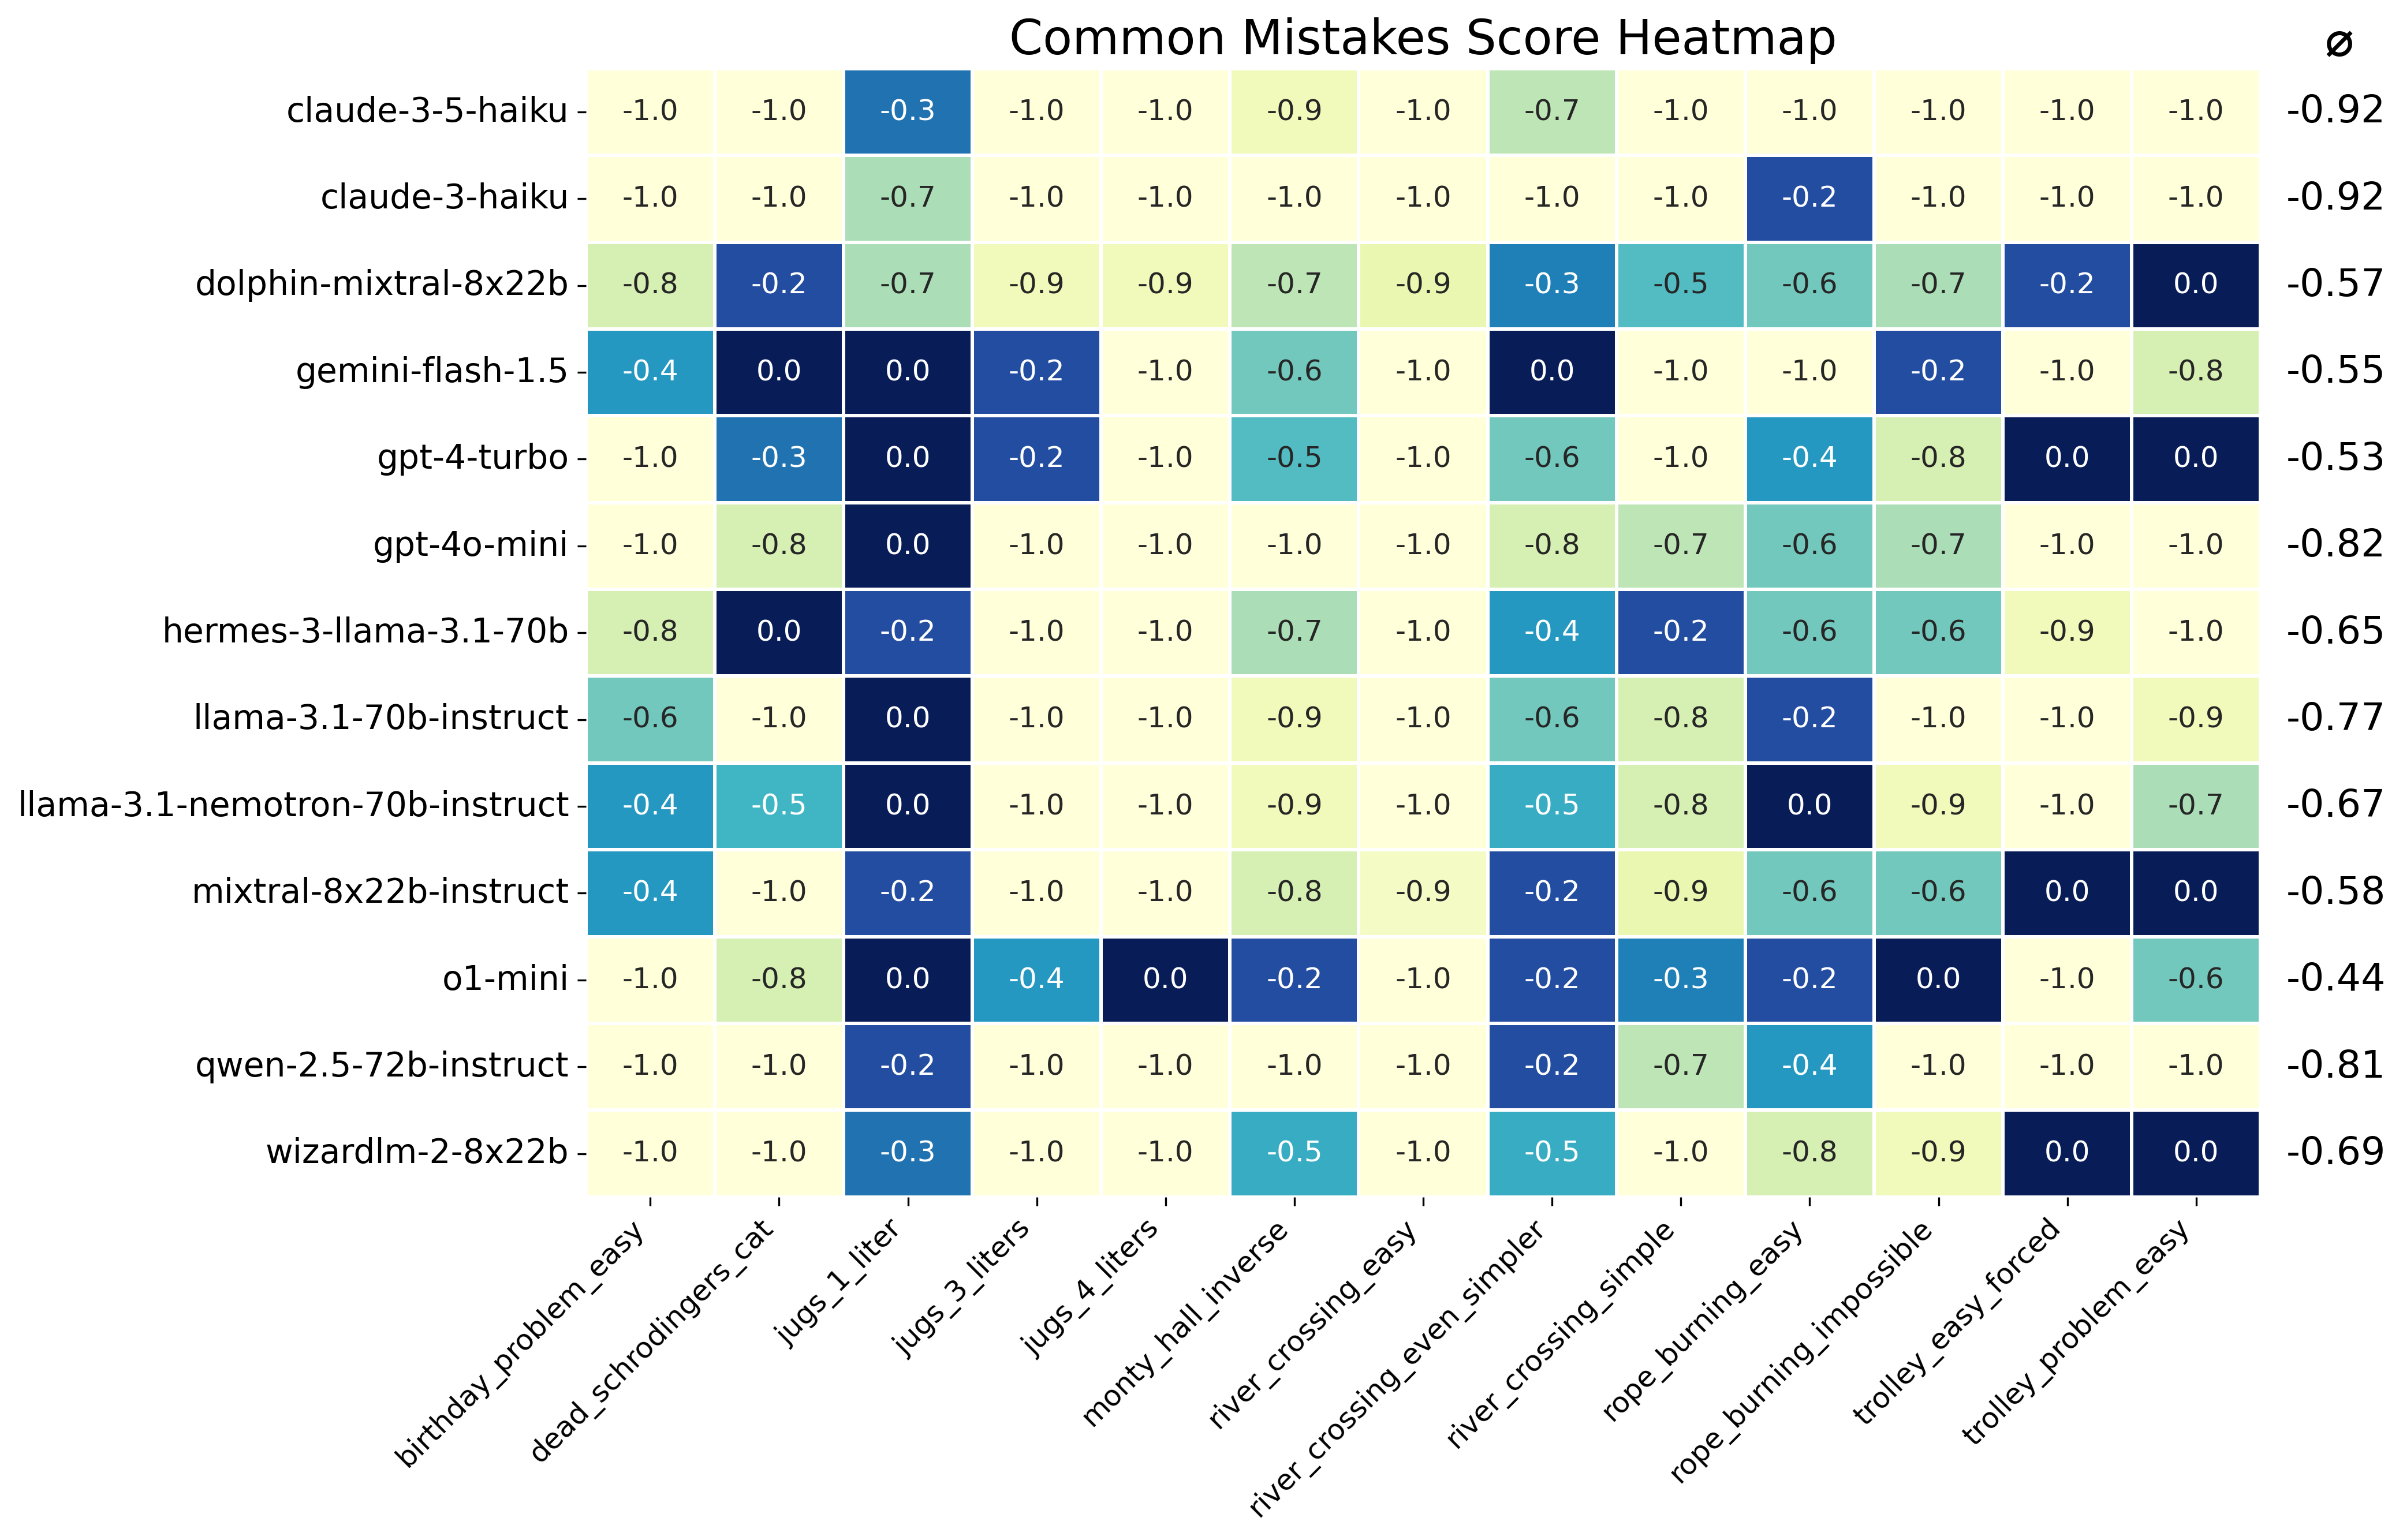 Common Mistakes Score Heatmap ⌀
claude-3-5-haiku -1.0 -1.0 -0.3 -1.0 -1.0 -0.9 -1.0 -0.7 -1.0 -1.0 -1.0 -1.0 -1.0 -0.92
claude-3-haiku -1.0 -1.0 -0.7 -1.0 -1.0 -1.0 -1.0 -1.0 -1.0 -0.2 -1.0 -1.0 -1.0 -0.92
dolphin-mixtral-8x22b -0.8 -0.2 -0.7 -0.9 -0.9 -0.7 -0.9 -0.3 -0.5 -0.6 -0.7 -0.2 0.0 -0.57
gemini-flash-1.5 -0.4 0.0 0.0 -0.2 -1.0 -0.6 -1.0 0.0 -1.0 -1.0 -0.2 -1.0 -0.8 -0.55
gpt-4-turbo -1.0 -0.3 0.0 -0.2 -1.0 -0.5 -1.0 -0.6 -1.0 -0.4 -0.8 0.0 0.0 -0.53
gpt-4o-mini -1.0 -0.8 0.0 -1.0 -1.0 -1.0 -1.0 -0.8 -0.7 -0.6 -0.7 -1.0 -1.0 -0.82
hermes-3-llama-3.1-70b -0.8 0.0 -0.2 -1.0 -1.0 -0.7 -1.0 -0.4 -0.2 -0.6 -0.6 -0.9 -1.0 -0.65
llama-3.1-70b-instruct -0.6 -1.0 0.0 -1.0 -1.0 -0.9 -1.0 -0.6 -0.8 -0.2 -1.0 -1.0 -0.9 -0.77
llama-3.1-nemotron-70b-instruct -0.4 -0.5 0.0 -1.0 -1.0 -0.9 -1.0 -0.5 -0.8 0.0 -0.9 -1.0 -0.7 -0.67
mixtral-8x22b-instruct -0.4 -1.0 -0.2 -1.0 -1.0 -0.8 -0.9 -0.2 -0.9 -0.6 -0.6 0.0 0.0 -0.58
o1-mini -1.0 -0.8 0.0 -0.4 0.0 -0.2 -1.0 -0.2 -0.3 -0.2 0.0 -1.0 -0.6 -0.44
qwen-2.5-72b-instruct -1.0 -1.0 -0.2 -1.0 -1.0 -1.0 -1.0 -0.2 -0.7 -0.4 -1.0 -1.0 -1.0 -0.81
wizardlm-2-8x22b -1.0 -1.0 -0.3 -1.0 -1.0 -0.5 -1.0 -0.5 -1.0 -0.8 -0.9 0.0 0.0 -0.69
birthday_problem_easy
dead_schrodingers_cat
jugs_1_liter
jugs_3_liters
jugs_4_liters
monty_hall_inverse
river_crossing_easy
river_crossing_even_simpler
river_crossing_simple
rope_burning_easy
rope_burning_impossible
trolley_easy_forced
trolley_problem_easy